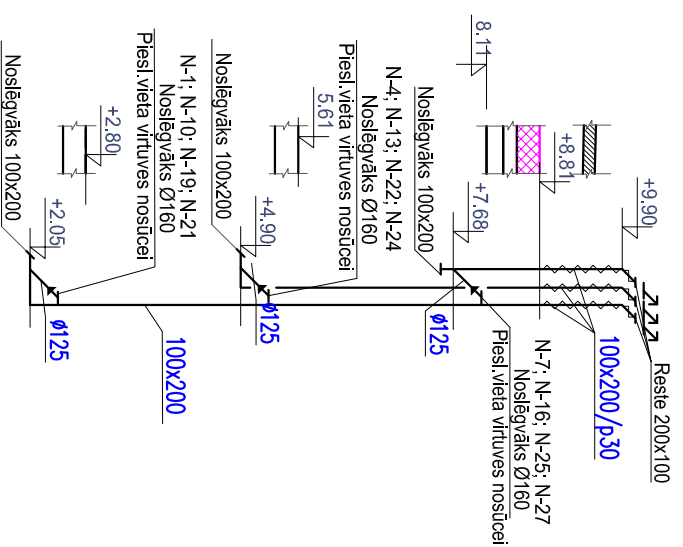 Reste 200x100
+9.90
100x200/p30
+8.81
8.11
N-7; N-16; N-25; N-27
Noslēgvāks Ø160
Piesl.vieta virtuves nosūcei
+7.68
Ø125
Noslēgvāks 100x200
N-4; N-13; N-22; N-24
Noslēgvāks Ø160
Piesl.vieta virtuves nosūcei
5.61
+4.90
Ø125
Noslēgvāks 100x200
100x200
N-1; N-10; N-19; N-21
Noslēgvāks Ø160
Piesl.vieta virtuves nosūcei
+2.80
+2.05
Ø125
Noslēgvāks 100x200